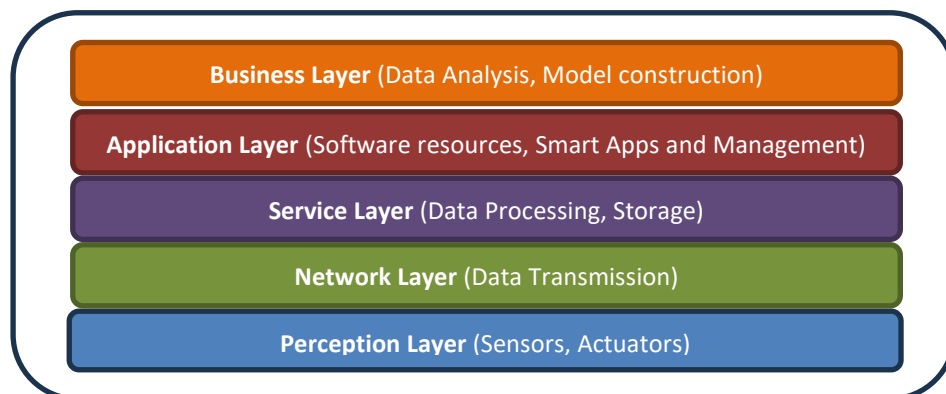 Business Layer (Data Analysis, Model construction)
Application Layer (Software resources, Smart Apps and Management)
Service Layer (Data Processing, Storage)
Network Layer (Data Transmission)
Perception Layer (Sensors, Actuators)